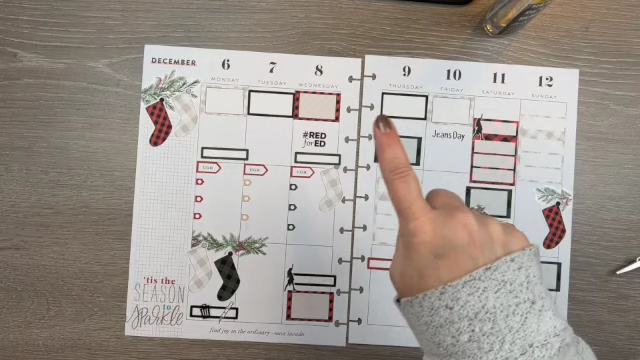 DECEMBER
6
7
8
MONDAY
TUESDAY
WEDNESDAY
9
10
11
12
THURSDAY
FRIDAY
SATURDAY
SUNDAY
#RED
for ED
Jeans Day
'tis the
SEASON
to
Sparkle
find joy in the ordinary